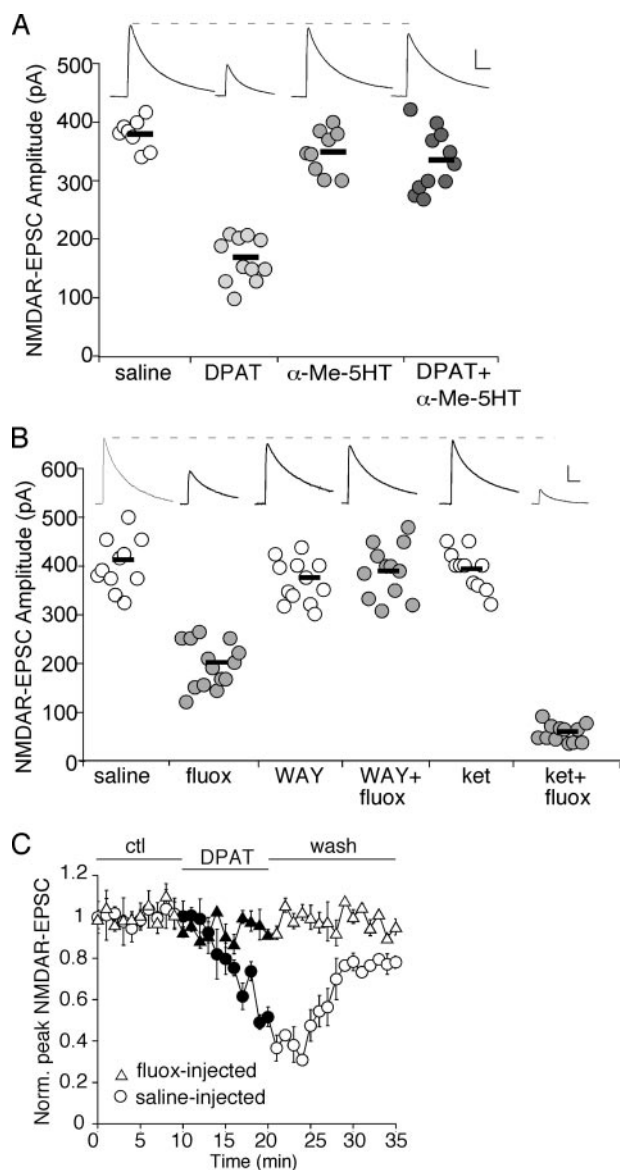 A
NMDAR-EPSC Amplitude (pA)
500
400
300
200
100
0
saline DPAT α-Me-5HT DPAT+
α-Me-5HT
B
NMDAR-EPSC Amplitude (pA)
600
500
400
300
200
100
0
saline fluox WAY WAY+ ket ket+
fluox fluox
C
ctl DPAT wash
Norm. peak NMDAR-EPSC
1.2
1
0.8
0.6
0.4
0.2
0
fluox-injected
saline-injected
0 5 10 15 20 25 30 35
Time (min)